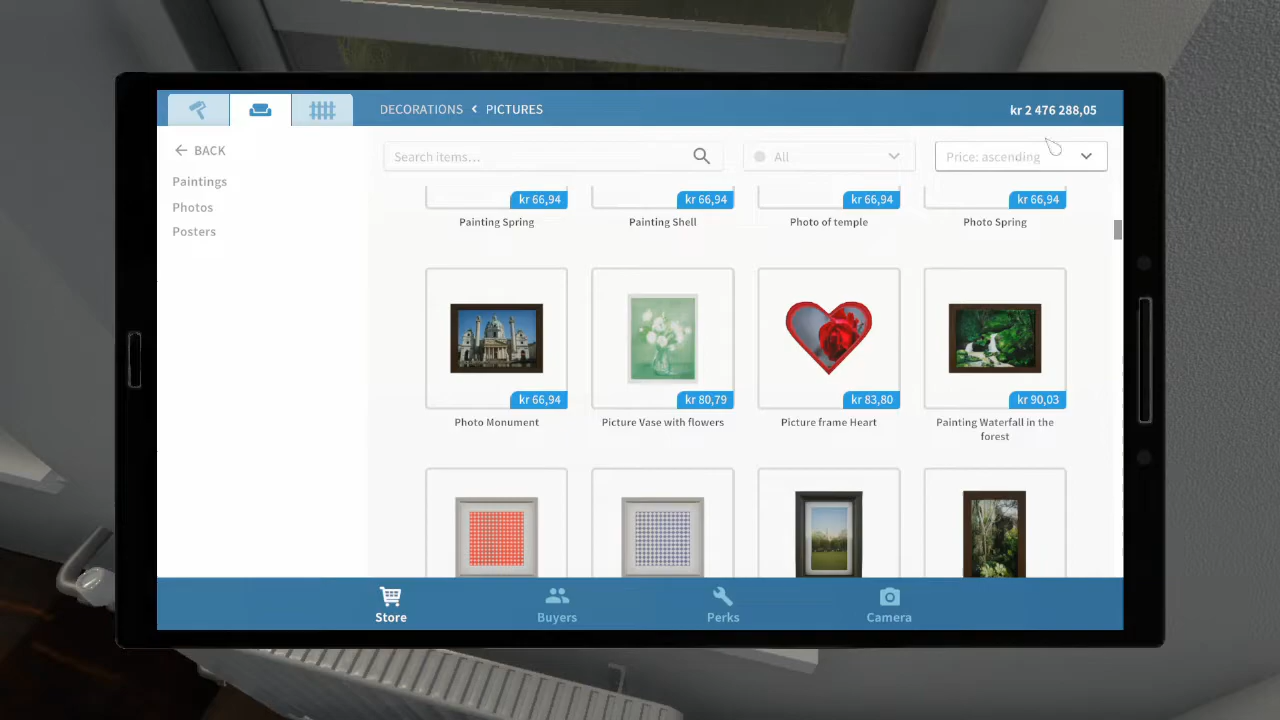 DECORATIONS < PICTURES
kr 2 476 288,05
BACK
Search items...
All
Price: ascending
Paintings
Photos
Posters
kr 66,94
kr 66,94
kr 66,94
kr 66,94
Painting Spring
Painting Shell
Photo of temple
Photo Spring
kr 66,94
kr 80,79
kr 83,80
kr 90,03
Photo Monument
Picture Vase with flowers
Picture frame Heart
Painting Waterfall in the
forest
Store
Buyers
Perks
Camera